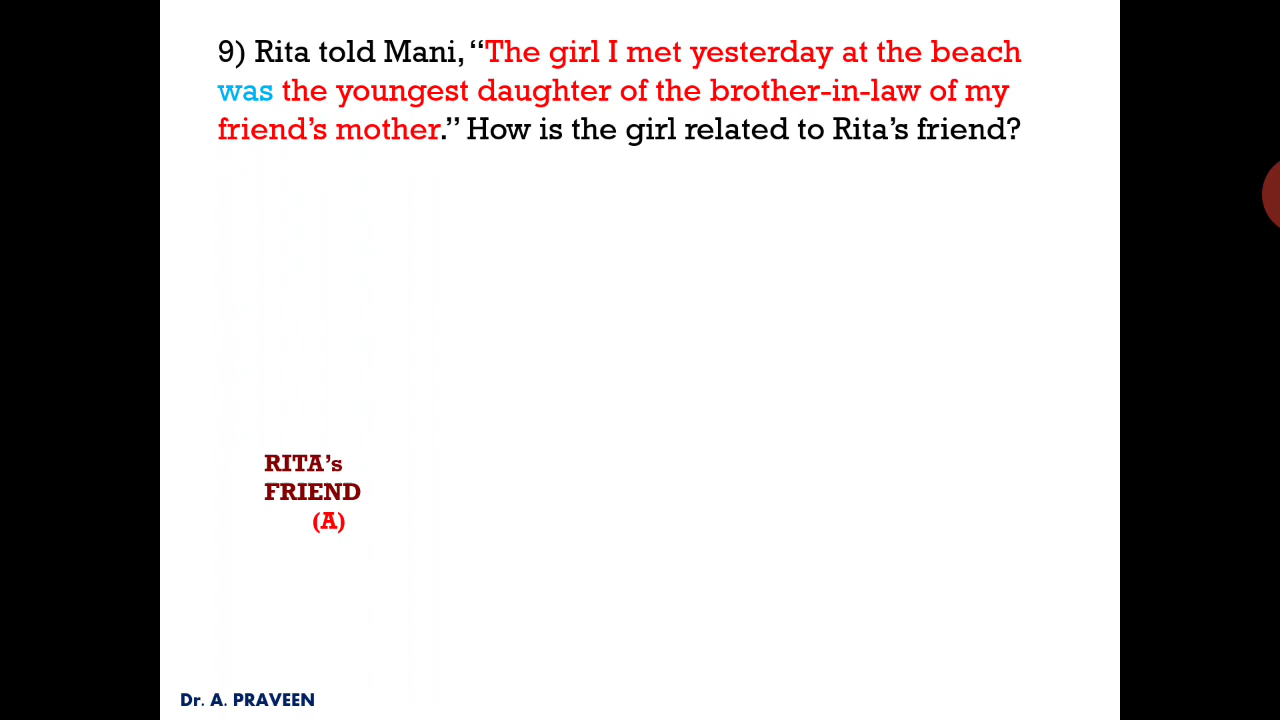 9) Rita told Mani, “The girl I met yesterday at the beach
was the youngest daughter of the brother-in-law of my
friend’s mother.” How is the girl related to Rita’s friend?
RITA’s
FRIEND
(A)
Dr. A. PRAVEEN